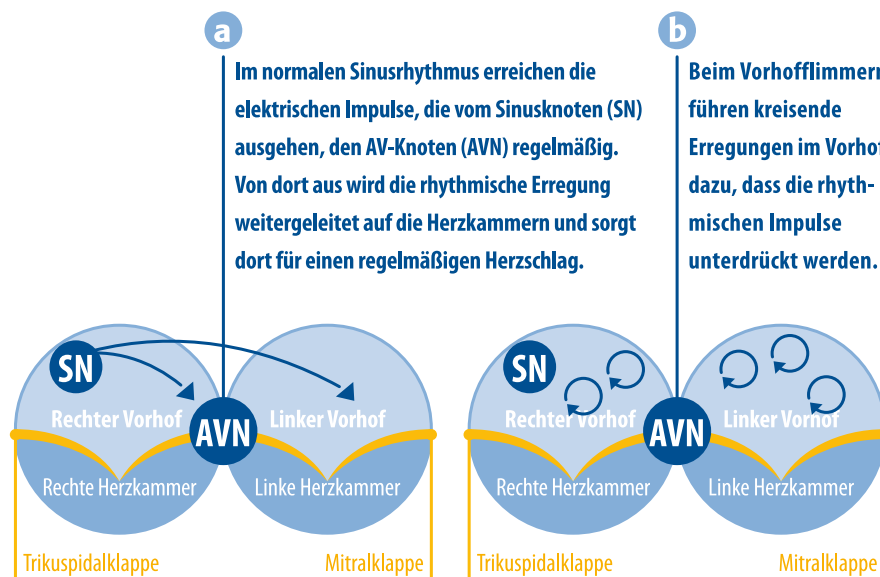 a
Im normalen Sinusrhythmus erreichen die
elektrischen Impulse, die vom Sinusknoten (SN)
ausgehen, den AV-Knoten (AVN) regelmäßig.
Von dort aus wird die rhythmische Erregung
weitergeleitet auf die Herzkammern und sorgt
dort für einen regelmäßigen Herzschlag.
SN
Rechter Vorhof
AVN
Linker Vorhof
Rechte Herzkammer
Linke Herzkammer
Trikuspidalklappe
Mitralklappe
b
Beim Vorhofflimmern
führen kreisende
Erregungen im Vorhof
dazu, dass die rhyth-
mischen Impulse
unterdrückt werden.
SN
Rechter Vorhof
AVN
Linker Vorhof
Rechte Herzkammer
Linke Herzkammer
Trikuspidalklappe
Mitralklappe